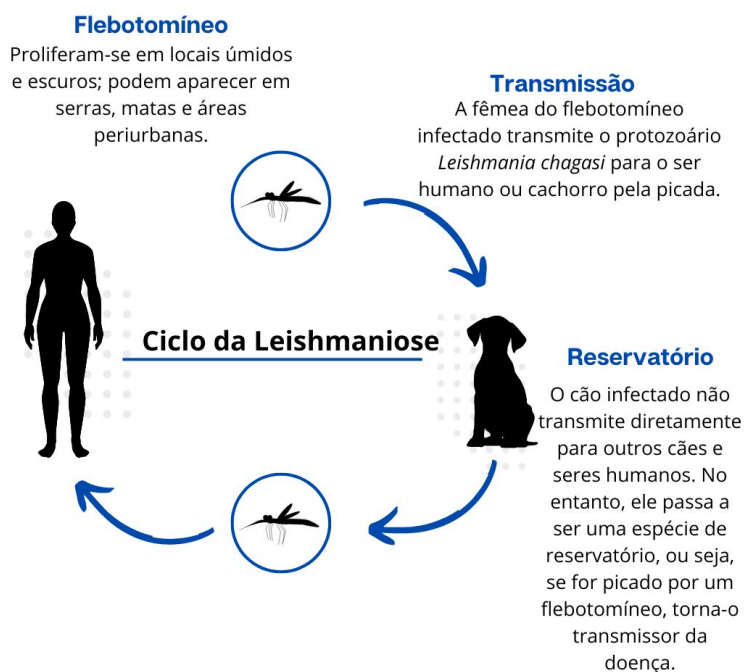 Flebotomíneo
Proliferam-se em locais úmidos
e escuros; podem aparecer em
serras, matas e áreas
periurbanas.
Transmissão
A fêmea do flebotomíneo
infectado transmite o protozoário
Leishmania chagasi para o ser
humano ou cachorro pela picada.
Ciclo da Leishmaniose
Reservatório
O cão infectado não
transmite diretamente
para outros cães e
seres humanos. No
entanto, ele passa a
ser uma espécie de
reservatório, ou seja,
se for picado por um
flebotomíneo, torna-o
transmissor da
doença.